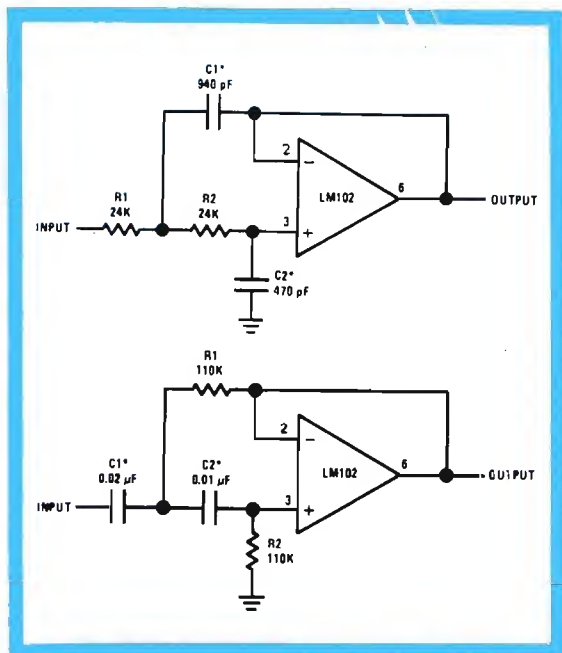 C1*
940 pF
2
−
LM102
6
OUTPUT
R1
24K
R2
24K
INPUT
3
+
C2*
470 pF
R1
110K
2
−
LM102
6
OUTPUT
C1*
0.02 µF
C2*
0.01 µF
INPUT
3
+
R2
110K